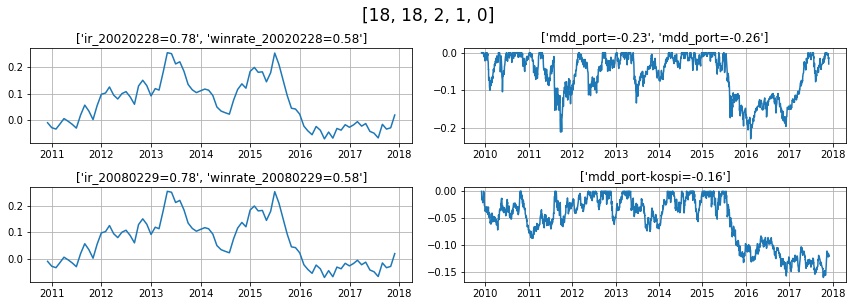 [18, 18, 2, 1, 0]
['ir_20020228=0.78', 'winrate_20020228=0.58']
0.2
0.1
0.0
2011 2012 2013 2014 2015 2016 2017 2018
['mdd_port=-0.23', 'mdd_port=-0.26']
0.0
−0.1
−0.2
2010 2011 2012 2013 2014 2015 2016 2017 2018
['ir_20080229=0.78', 'winrate_20080229=0.58']
0.2
0.1
0.0
2011 2012 2013 2014 2015 2016 2017 2018
['mdd_port-kospi=-0.16']
0.00
−0.05
−0.10
−0.15
2010 2011 2012 2013 2014 2015 2016 2017 2018